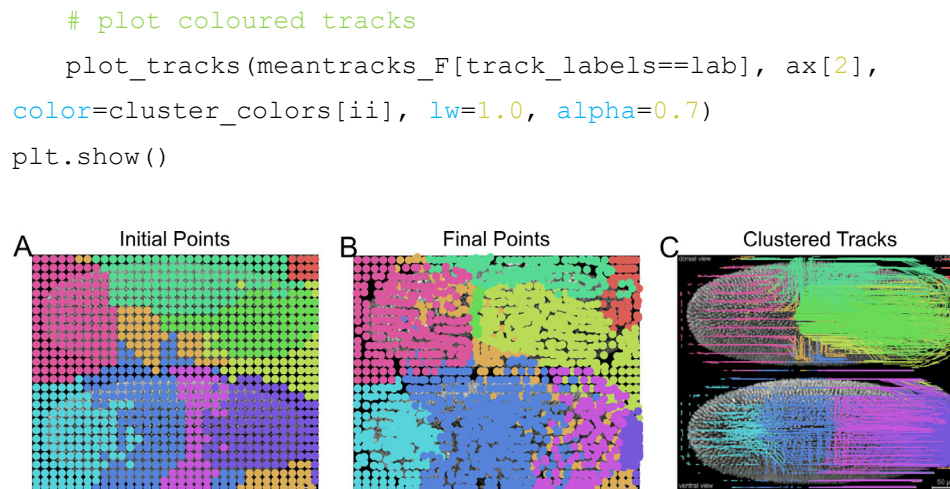 # plot coloured tracks
plot_tracks(meantracks_F[track_labels==lab], ax[2],
color=cluster_colors[ii], lw=1.0, alpha=0.7)
plt.show()
A Initial Points B Final Points C Clustered Tracks
dorsal view
ventral view